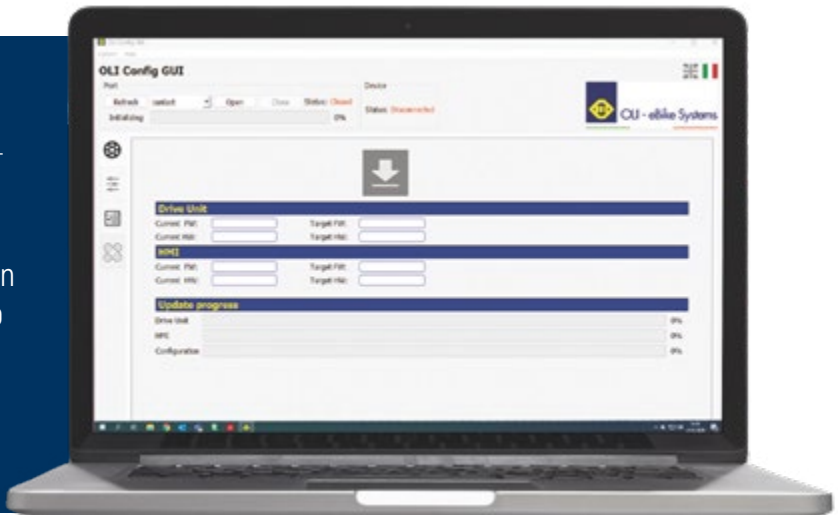 OLI Config GUI
Port
Refresh Open Close Status: Closed
Initializing 0%
Device
Status: Disconnected
OLI - eBike Systems
Drive Unit
Current FW: Target FW:
Current HW: Target HW:
HMI
Current FW: Target FW:
Current HW: Target HW:
Update progress
Drive Unit 0%
HMI 0%
Configuration 0%
n